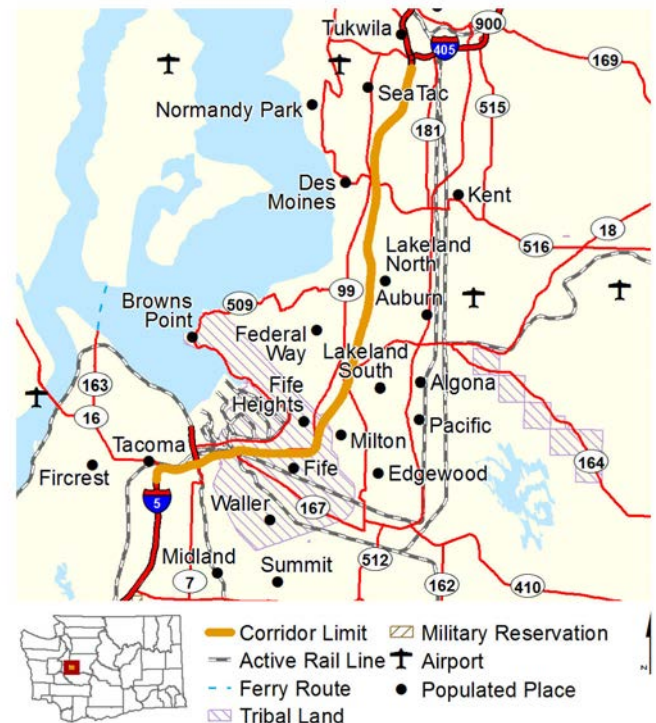 Tukwila
900
405
169
SeaTac
Normandy Park
515
181
Des
Moines
Kent
18
516
Lakeland
North
99
Auburn
509
Browns
Point
Federal
Way
Lakeland
South
163
Fife
Heights
Algona
16
Pacific
Tacoma
Milton
164
Fircrest
Fife
Edgewood
5
Waller
167
Midland
512
Summit
7
162
410
Corridor Limit
Military Reservation
Active Rail Line
Airport
Ferry Route
Populated Place
Tribal Land
N